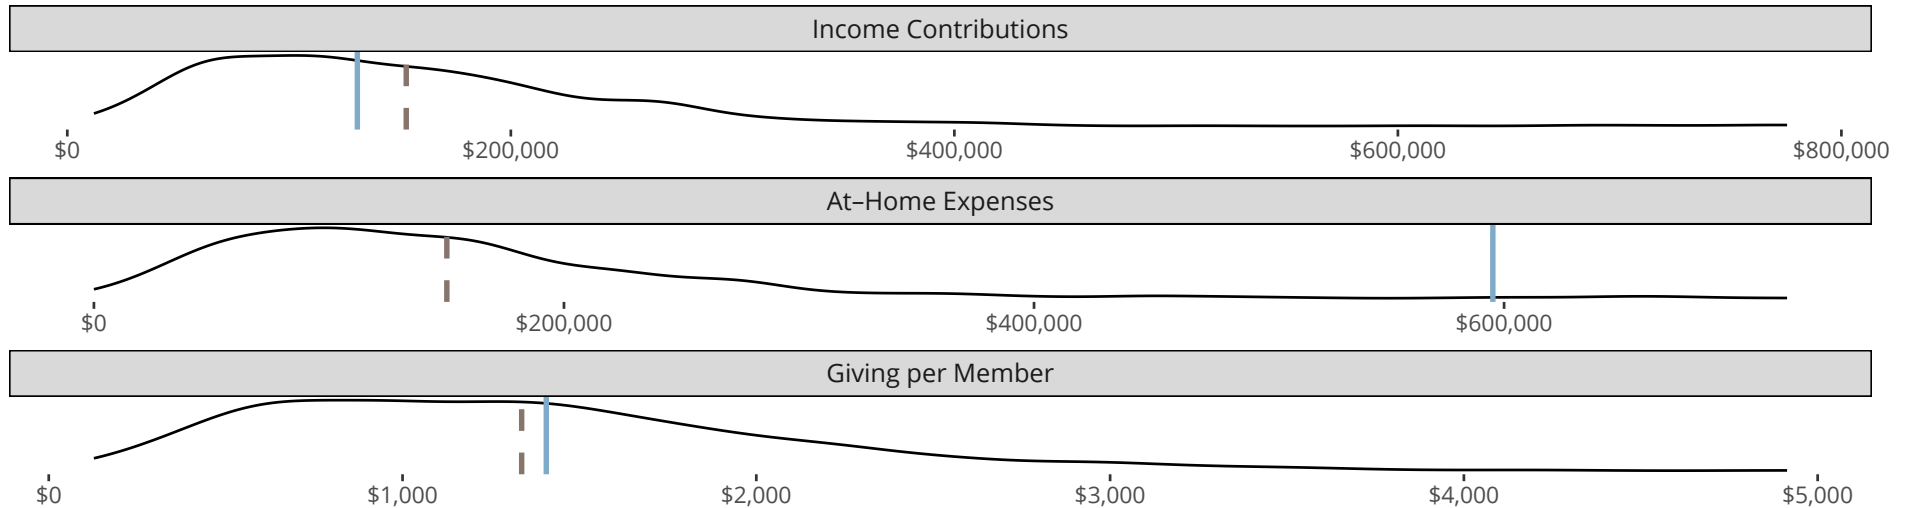 Income Contributions
$0 $200,000 $400,000 $600,000 $800,000
At–Home Expenses
$0 $200,000 $400,000 $600,000
Giving per Member
$0 $1,000 $2,000 $3,000 $4,000 $5,000